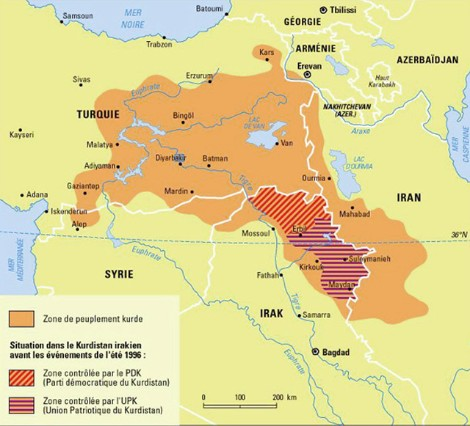 Samsoun
MER
NOIRE
Batoumi
Tbilissi
GÉORGIE
Trabzon
Kars
ARMÉNIE
Erevan
AZERBAÏDJAN
Haut
Karabakh
Sivas
Erzurum
Euphrate
NAKHITCHEVAN
(AZER.)
Araxe
MER CASPIENNE
TURQUIE
Bingöl
LAC
DE VAN
Van
Kayseri
Malatya
Diyarbakir
Batman
LAC
D'OURMIA
Adiyaman
Tigre
Ourmia
IRAN
Adana
Gaziantep
Mardin
Mahabad
Iskenderun
Alep
Mossoul
Erbil
36°N
MER
MÉDITERRANÉE
Euphrate
Kirkouk
Suleymanieh
SYRIE
Fathah
Maydan
Tigre
Samarra
IRAK
Euphrate
Bagdad
Zone de peuplement kurde
Situation dans le Kurdistan irakien
avant les événements de l'été 1996 :
Zone contrôlée par le PDK
(Parti démocratique du Kurdistan)
Zone contrôlée par l'UPK
(Union Patriotique du Kurdistan)
0 100 200 km